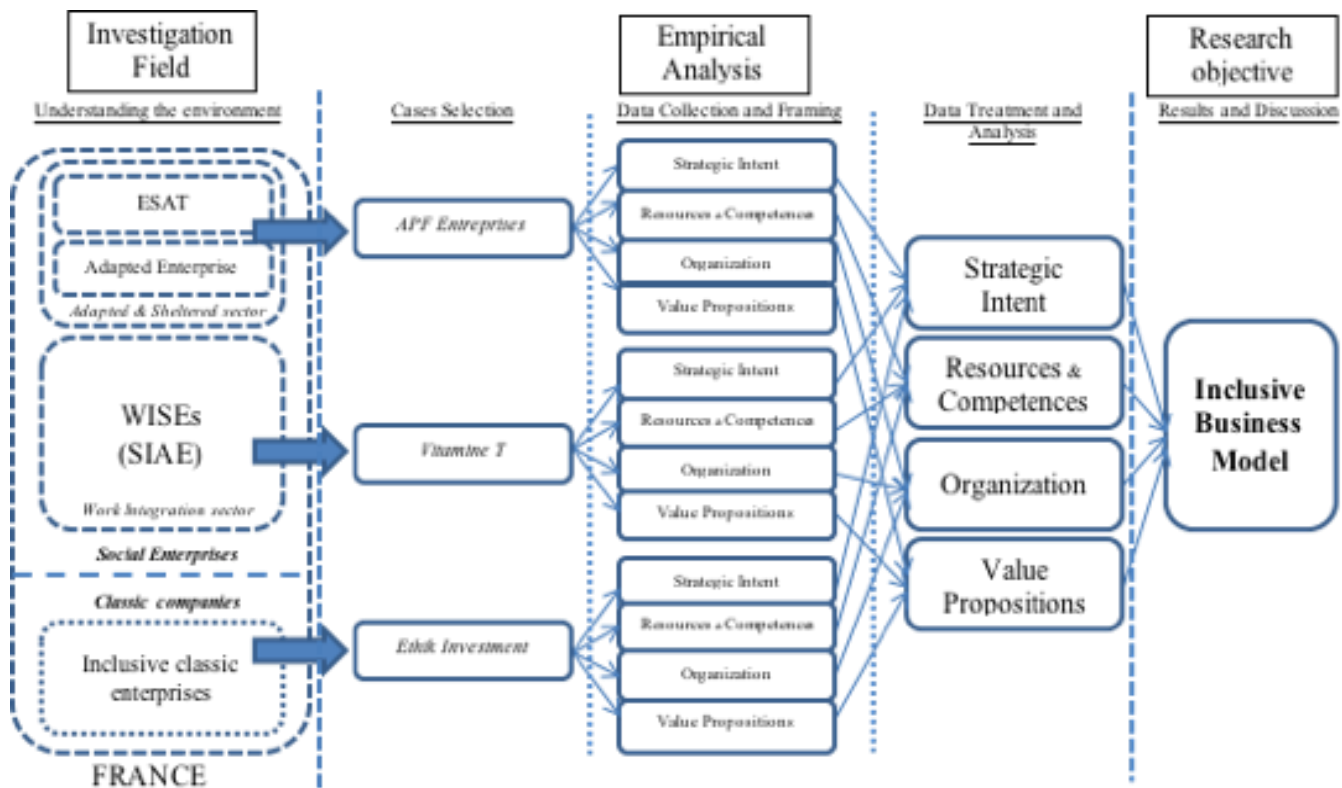 Investigation
Field
Empirical
Analysis
Research
objective
Understanding the environment
Cases Selection
Data Collection and Framing
Data Treatment and
Analysis
Results and Discussion
ESAT
Adapted Enterprise
Adapted & Sheltered sector
WISEs
(SIAE)
Work Integration sector
Social Enterprises
Classic companies
Inclusive classic
enterprises
FRANCE
APF Entreprises
Vitamine T
Ethik Investment
Strategic Intent
Resources & Competences
Organization
Value Propositions
Strategic Intent
Resources & Competences
Organization
Value Propositions
Strategic Intent
Resources & Competences
Organization
Value Propositions
Strategic
Intent
Resources &
Competences
Organization
Value
Propositions
Inclusive
Business
Model